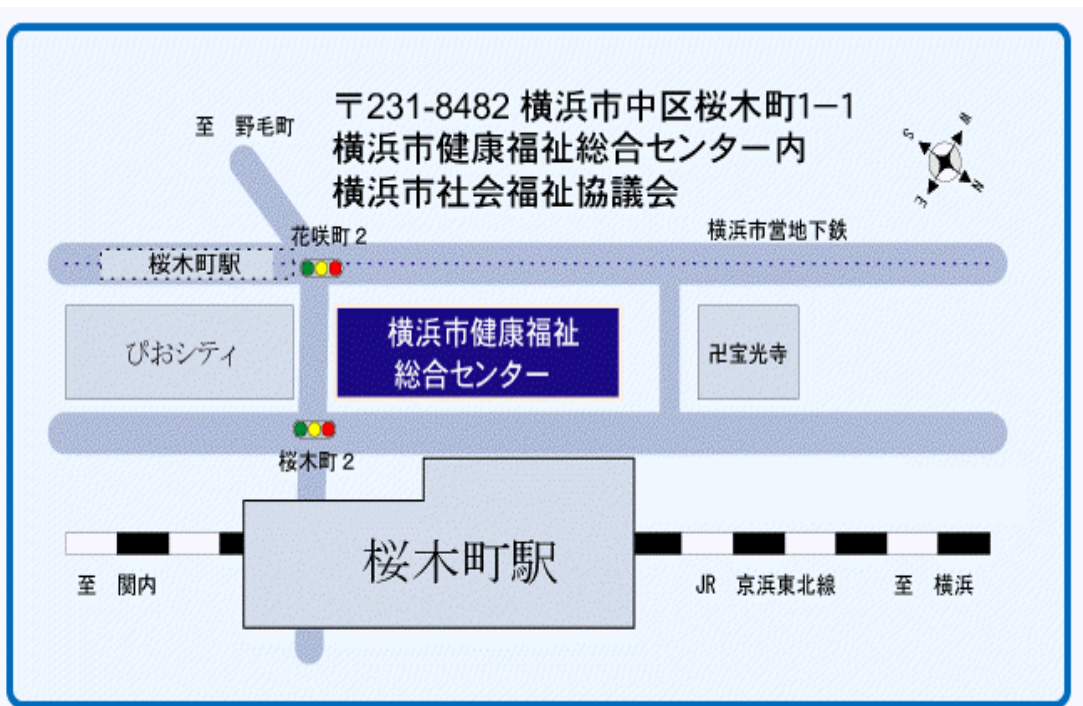 〒231-8482 横浜市中区桜木町1−1
横浜市健康福祉総合センター内
横浜市社会福祉協議会
至 野毛町
S
W
E
N
花咲町2
横浜市営地下鉄
桜木町駅
ぴおシティ
横浜市健康福祉
総合センター
卍宝光寺
桜木町2
桜木町駅
至 関内
JR 京浜東北線
至 横浜